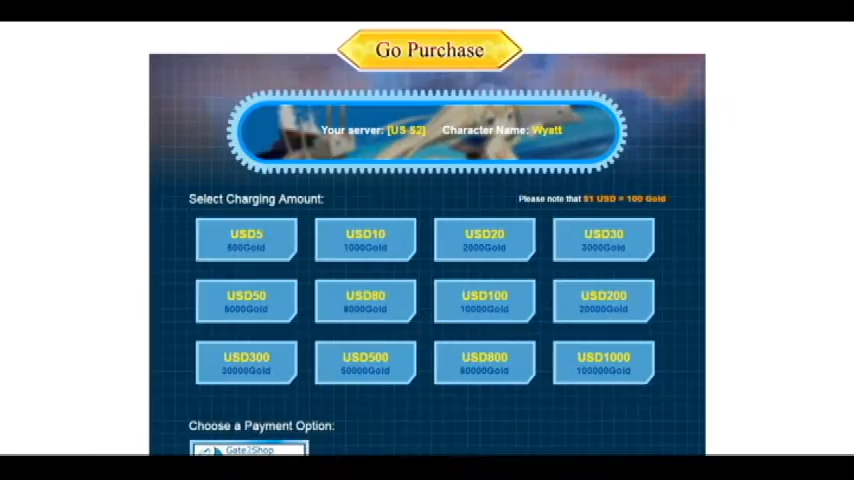 Go Purchase
Your server: [US S2] Character Name: Wyatt
Select Charging Amount: Please note that $1 USD = 100 Gold
USD5 USD10 USD20 USD30
500Gold 1000Gold 2000Gold 3000Gold
USD50 USD80 USD100 USD200
5000Gold 8000Gold 10000Gold 20000Gold
USD300 USD500 USD800 USD1000
30000Gold 50000Gold 80000Gold 100000Gold
Choose a Payment Option:
Gate2Shop